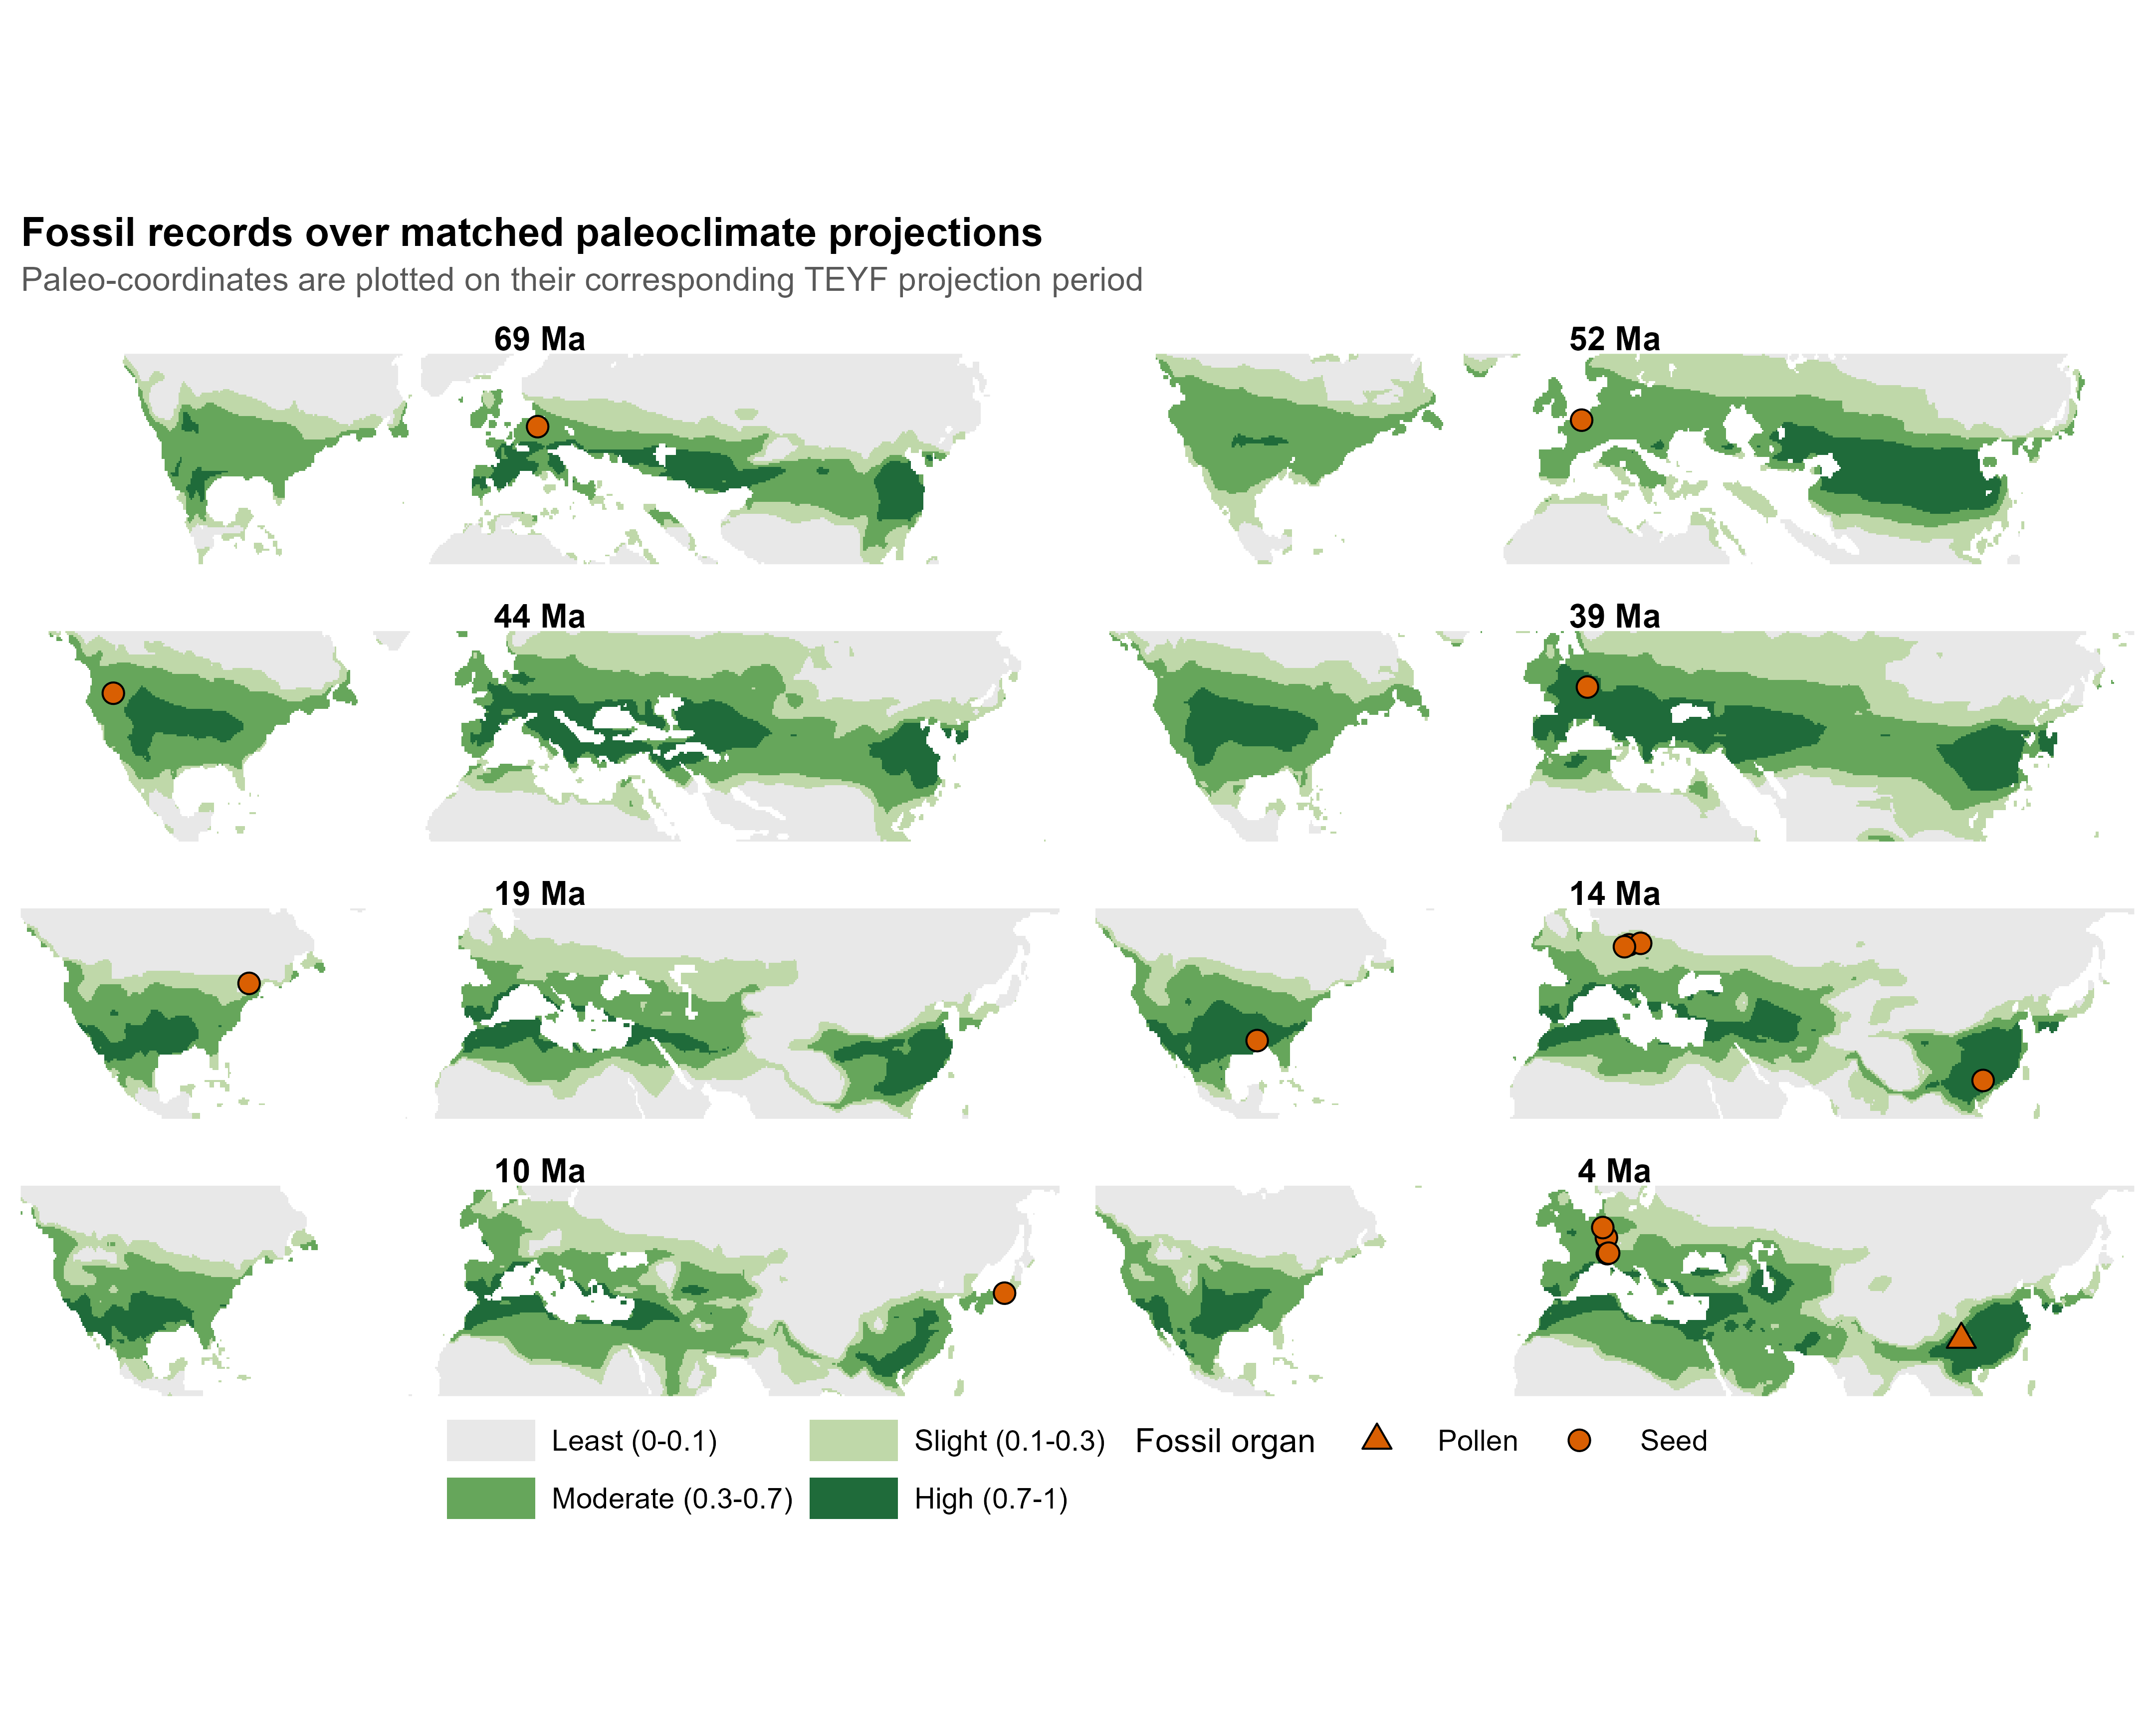 Fossil records over matched paleoclimate projections
Paleo-coordinates are plotted on their corresponding TEYF projection period
69 Ma
52 Ma
44 Ma
39 Ma
19 Ma
14 Ma
10 Ma
4 Ma
Least (0-0.1)
Slight (0.1-0.3)
Fossil organ
Pollen
Seed
Moderate (0.3-0.7)
High (0.7-1)